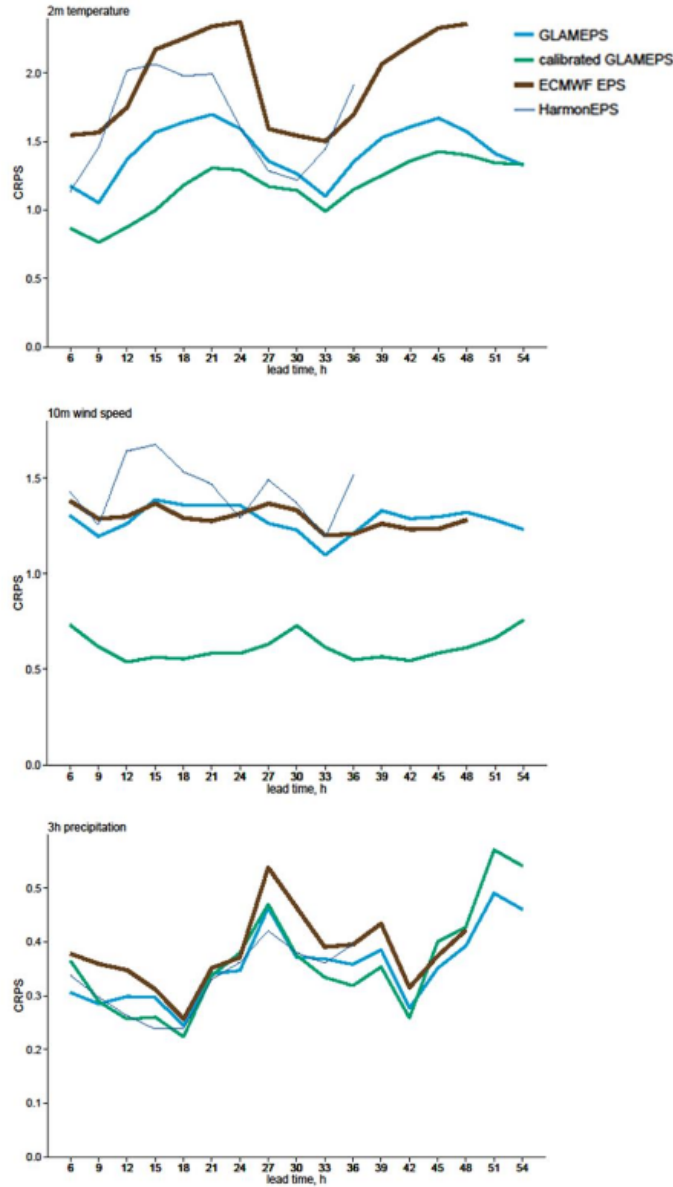 2m temperature
GLAMEPS
calibrated GLAMEPS
ECMWF EPS
HarmonEPS
2.0
1.5
1.0
0.5
0.0
CRPS
6 9 12 15 18 21 24 27 30 33 36 39 42 45 48 51 54
lead time, h
10m wind speed
1.5
1.0
0.5
0.0
CRPS
6 9 12 15 18 21 24 27 30 33 36 39 42 45 48 51 54
lead time, h
3h precipitation
0.5
0.4
0.3
0.2
0.1
0.0
CRPS
6 9 12 15 18 21 24 27 30 33 36 39 42 45 48 51 54
lead time, h